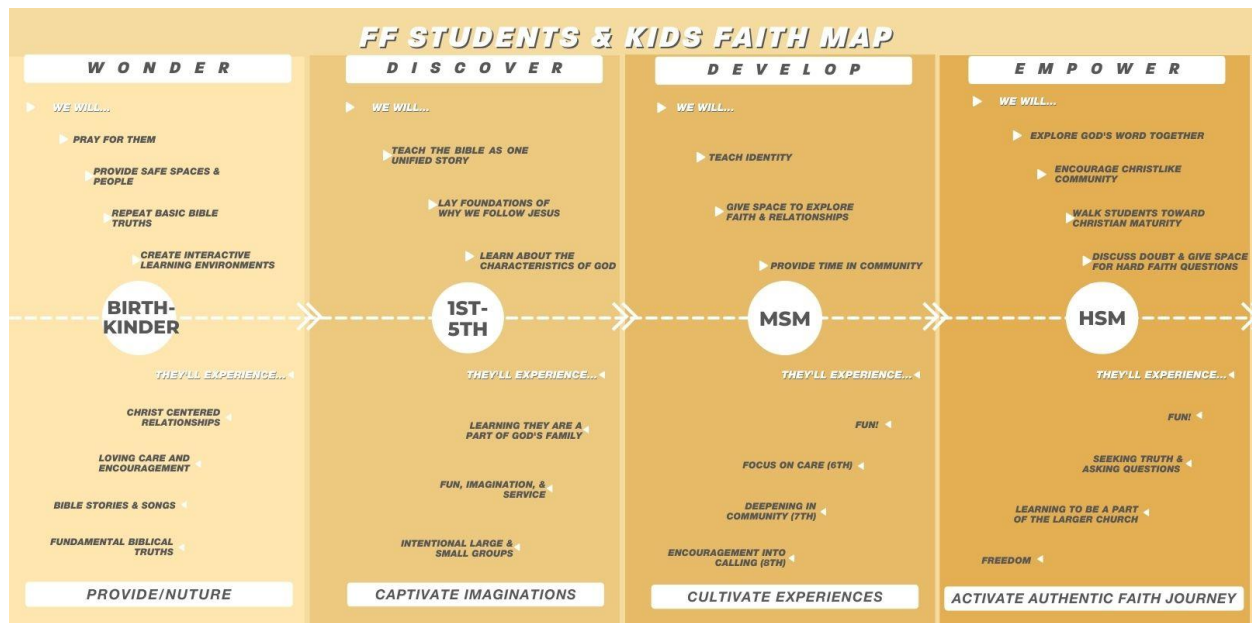 FF STUDENTS & KIDS FAITH MAP
WONDER
WE WILL...
PRAY FOR THEM
PROVIDE SAFE SPACES &
PEOPLE
REPEAT BASIC BIBLE
TRUTHS
CREATE INTERACTIVE
LEARNING ENVIRONMENTS
BIRTH-
KINDER
THEY'LL EXPERIENCE...
CHRIST CENTERED
RELATIONSHIPS
LOVING CARE AND
ENCOURAGEMENT
BIBLE STORIES & SONGS
FUNDAMENTAL BIBLICAL
TRUTHS
PROVIDE/NUTURE
DISCOVER
WE WILL...
TEACH THE BIBLE AS ONE
UNIFIED STORY
LAY FOUNDATIONS OF
WHY WE FOLLOW JESUS
LEARN ABOUT THE
CHARACTERISTICS OF GOD
1ST-
5TH
THEY'LL EXPERIENCE...
LEARNING THEY ARE A
PART OF GOD'S FAMILY
FUN, IMAGINATION, &
SERVICE
INTENTIONAL LARGE &
SMALL GROUPS
CAPTIVATE IMAGINATIONS
DEVELOP
WE WILL...
TEACH IDENTITY
GIVE SPACE TO EXPLORE
FAITH & RELATIONSHIPS
PROVIDE TIME IN COMMUNITY
MSM
THEY'LL EXPERIENCE...
FUN!
FOCUS ON CARE (6TH)
DEEPENING IN
COMMUNITY (7TH)
ENCOURAGEMENT INTO
CALLING (8TH)
CULTIVATE EXPERIENCES
EMPOWER
WE WILL...
EXPLORE GOD'S WORD TOGETHER
ENCOURAGE CHRISTLIKE
COMMUNITY
WALK STUDENTS TOWARD
CHRISTIAN MATURITY
DISCUSS DOUBT & GIVE SPACE
FOR HARD FAITH QUESTIONS
HSM
THEY'LL EXPERIENCE...
FUN!
SEEKING TRUTH &
ASKING QUESTIONS
LEARNING TO BE A PART
OF THE LARGER CHURCH
FREEDOM
ACTIVATE AUTHENTIC FAITH JOURNEY